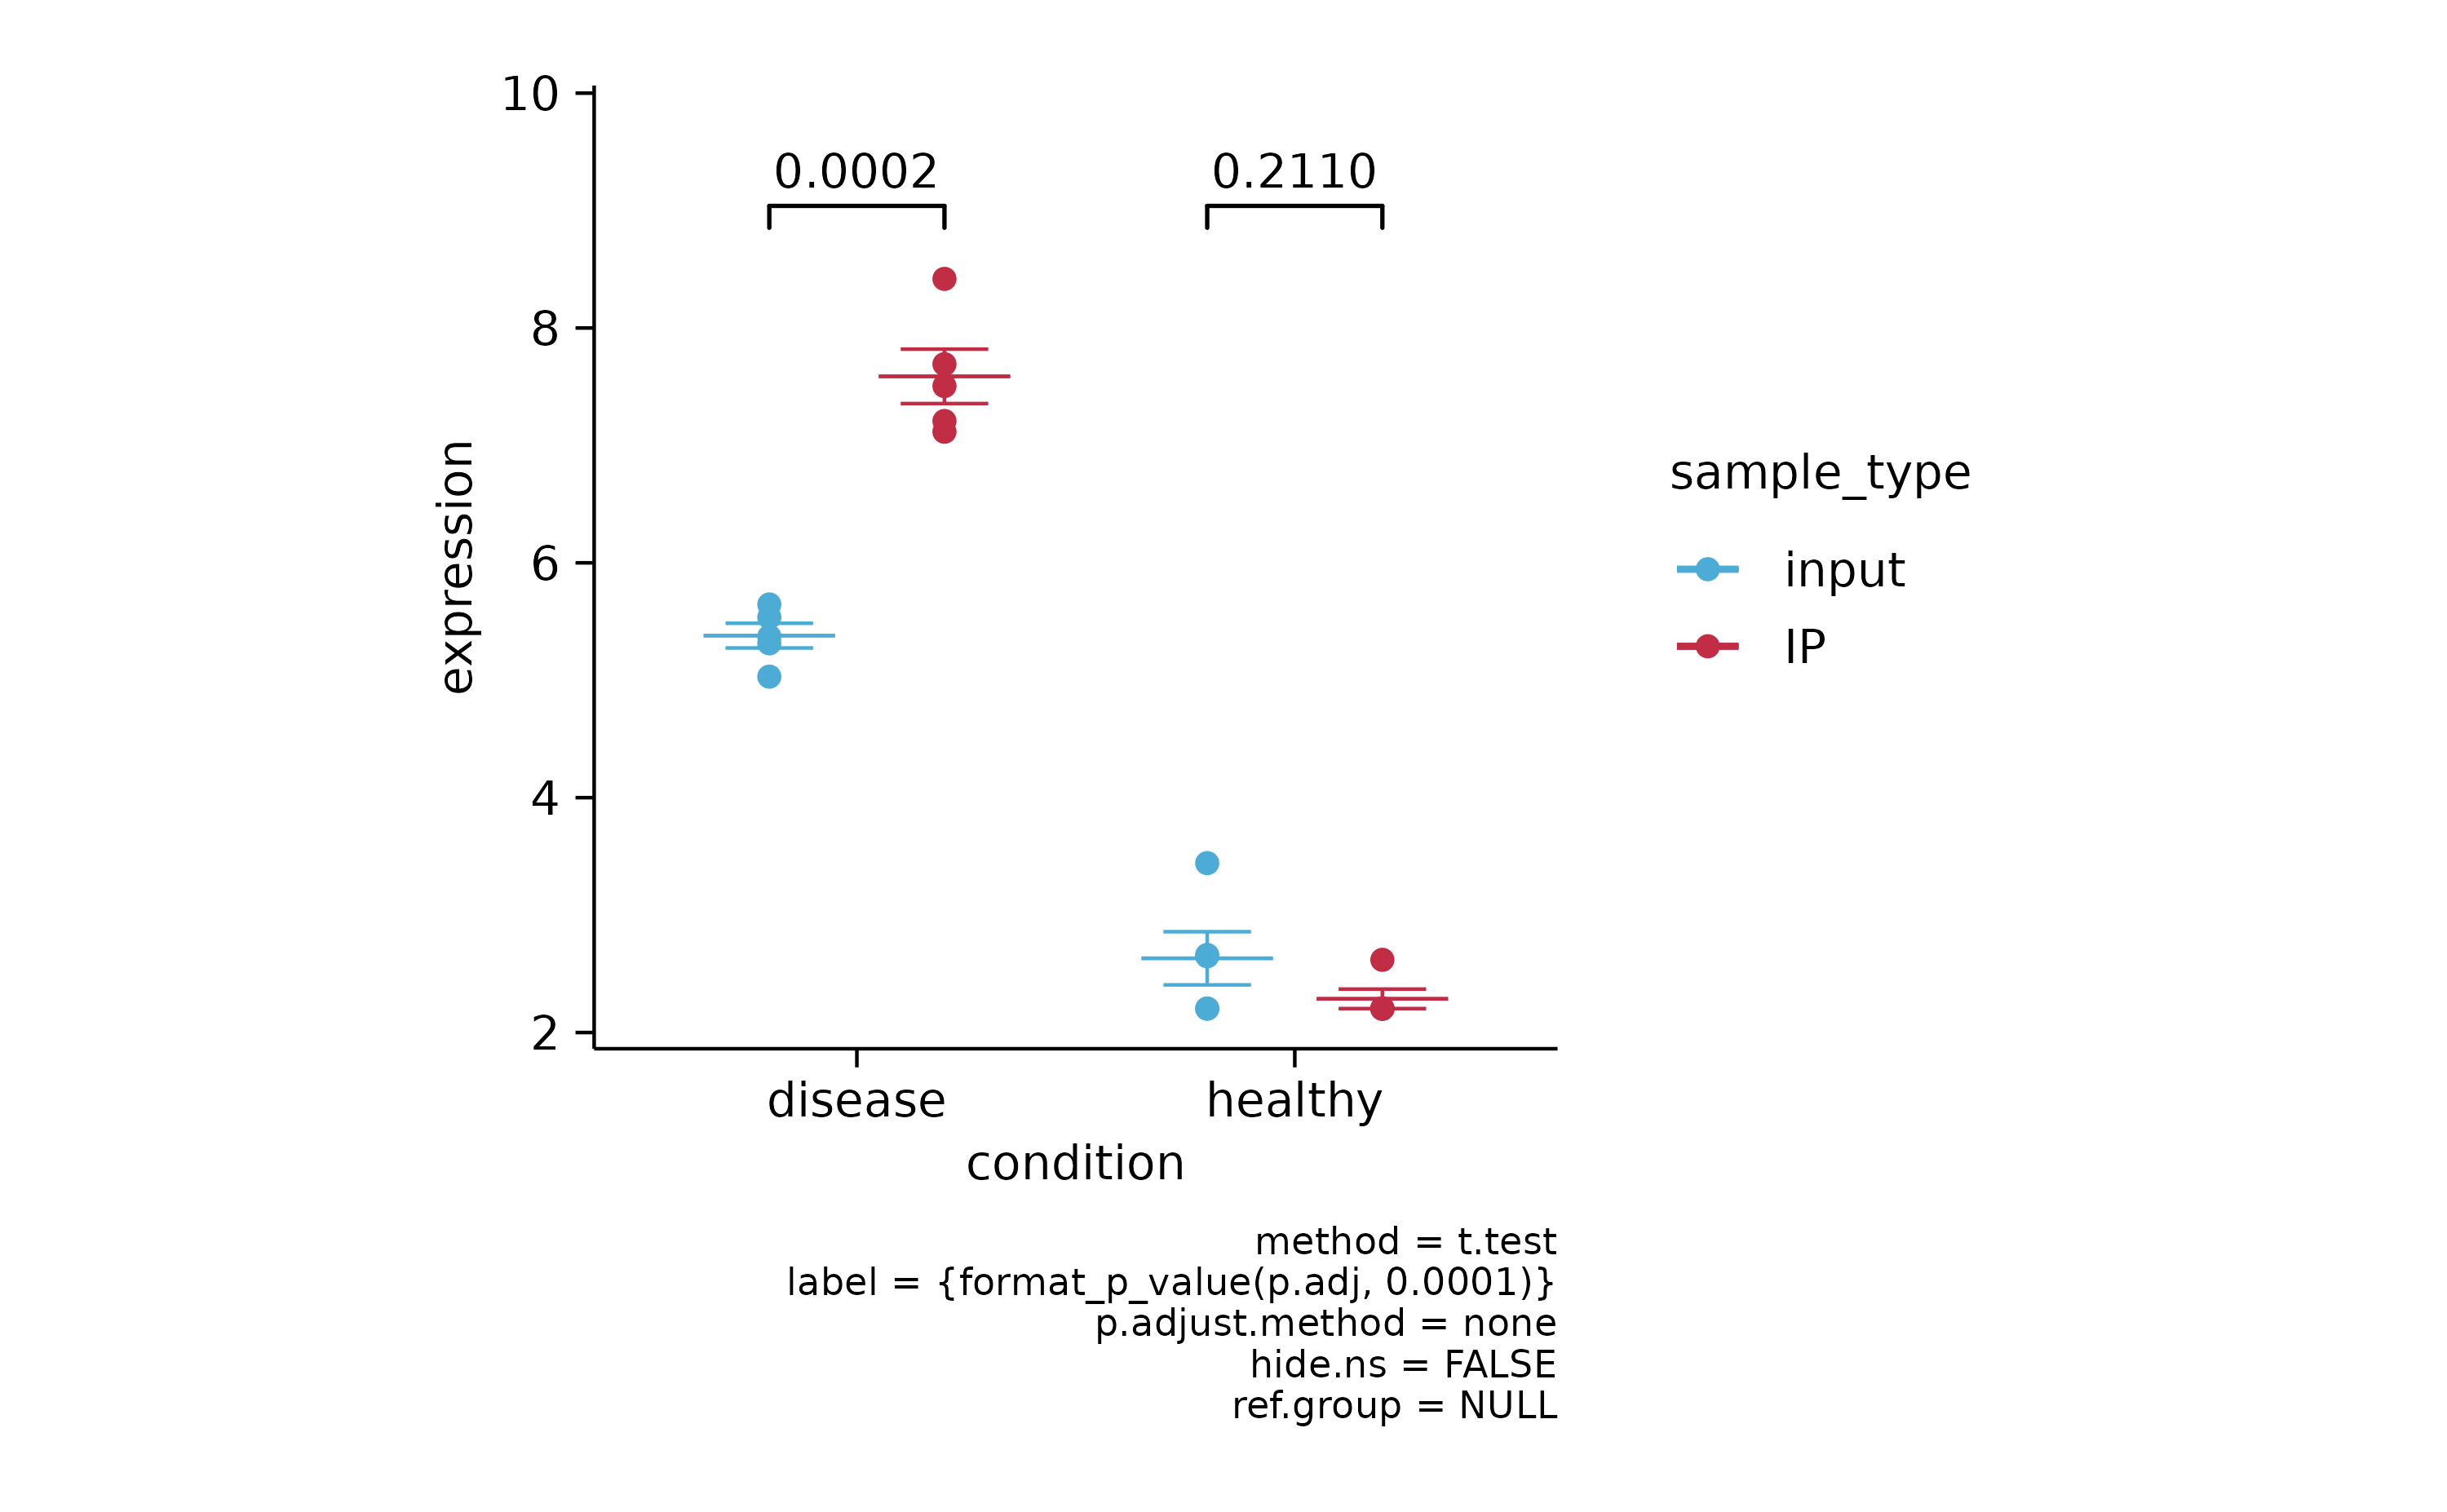 10
0.0002 0.2110
8
6
4
2
expression
sample_type
input
IP
disease healthy
condition
method = t.test
label = {format_p_value(p.adj, 0.0001)}
p.adjust.method = none
hide.ns = FALSE
ref.group = NULL